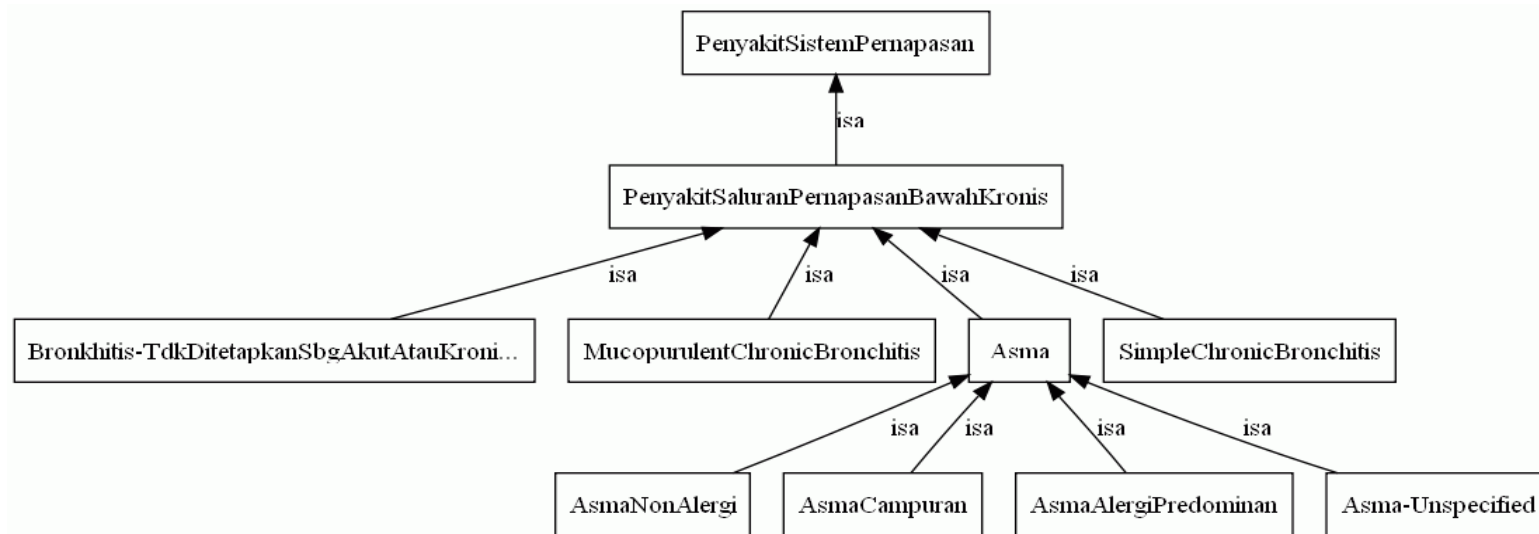 PenyakitSistemPernapasan
isa
PenyakitSaluranPernapasanBawahKronis
isa isa isa isa
Bronkhitis-TdkDitetapkanSbgAkutAtauKroni... MucopurulentChronicBronchitis Asma SimpleChronicBronchitis
isa isa isa isa
AsmaNonAlergi AsmaCampuran AsmaAlergiPredominan Asma-Unspecified